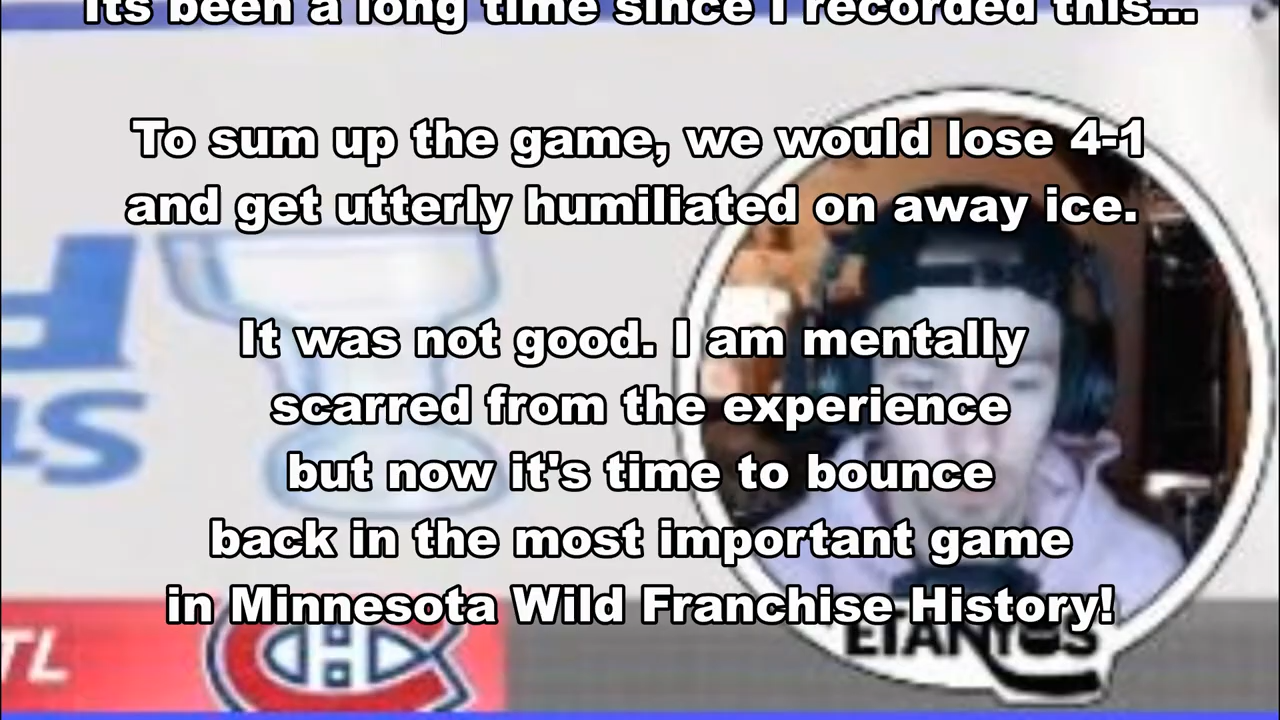 Its been a long time since I recorded this...
To sum up the game, we would lose 4-1
and get utterly humiliated on away ice.
It was not good. I am mentally
scarred from the experience
but now it's time to bounce
back in the most important game
in Minnesota Wild Franchise History!
TL